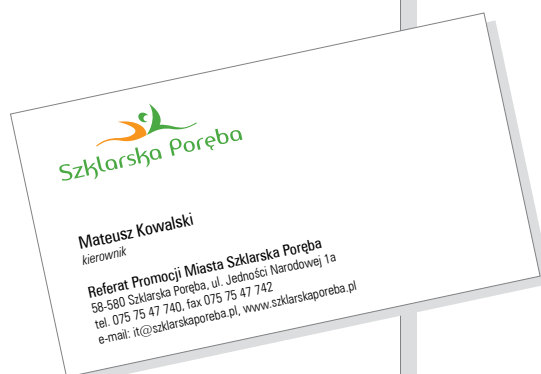 Szklarska Poręba
Mateusz Kowalski
kierownik
Referat Promocji Miasta Szklarska Poręba
58-580 Szklarska Poręba, ul. Jedności Narodowej 1a
tel. 075 75 47 740, fax 075 75 47 742
e-mail: it@szklarskaporeba.pl, www.szklarskaporeba.pl